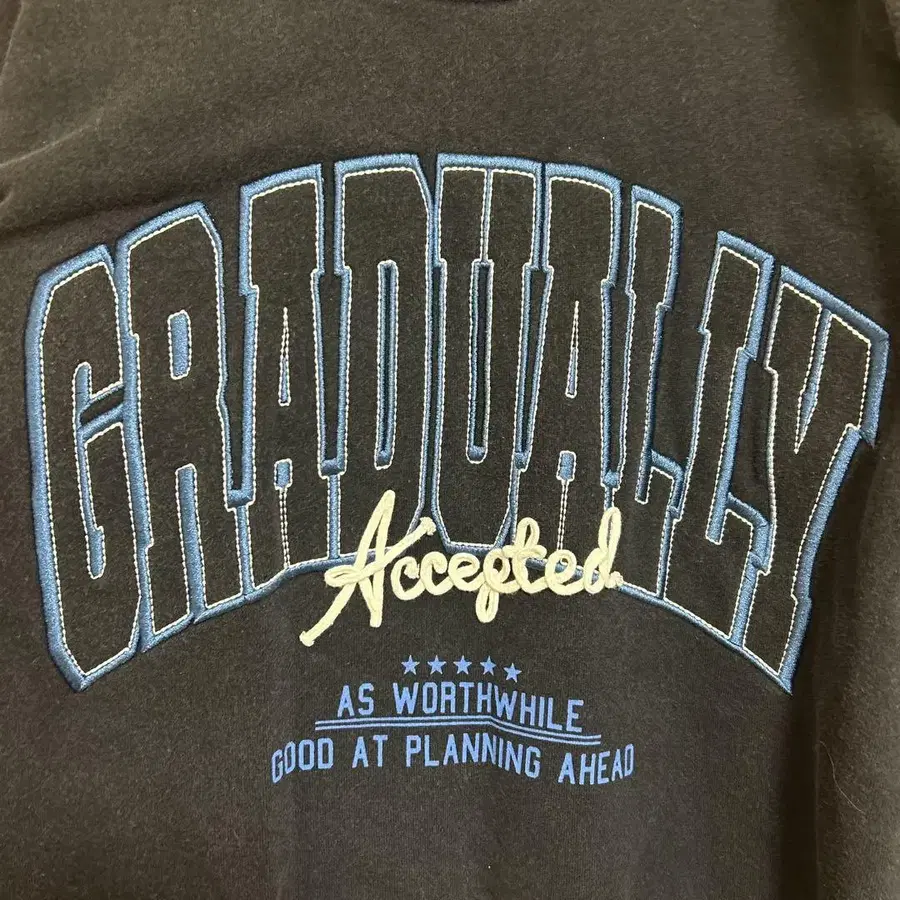 GRADUALLY
Accepted.
AS WORTHWHILE
GOOD AT PLANNING AHEAD